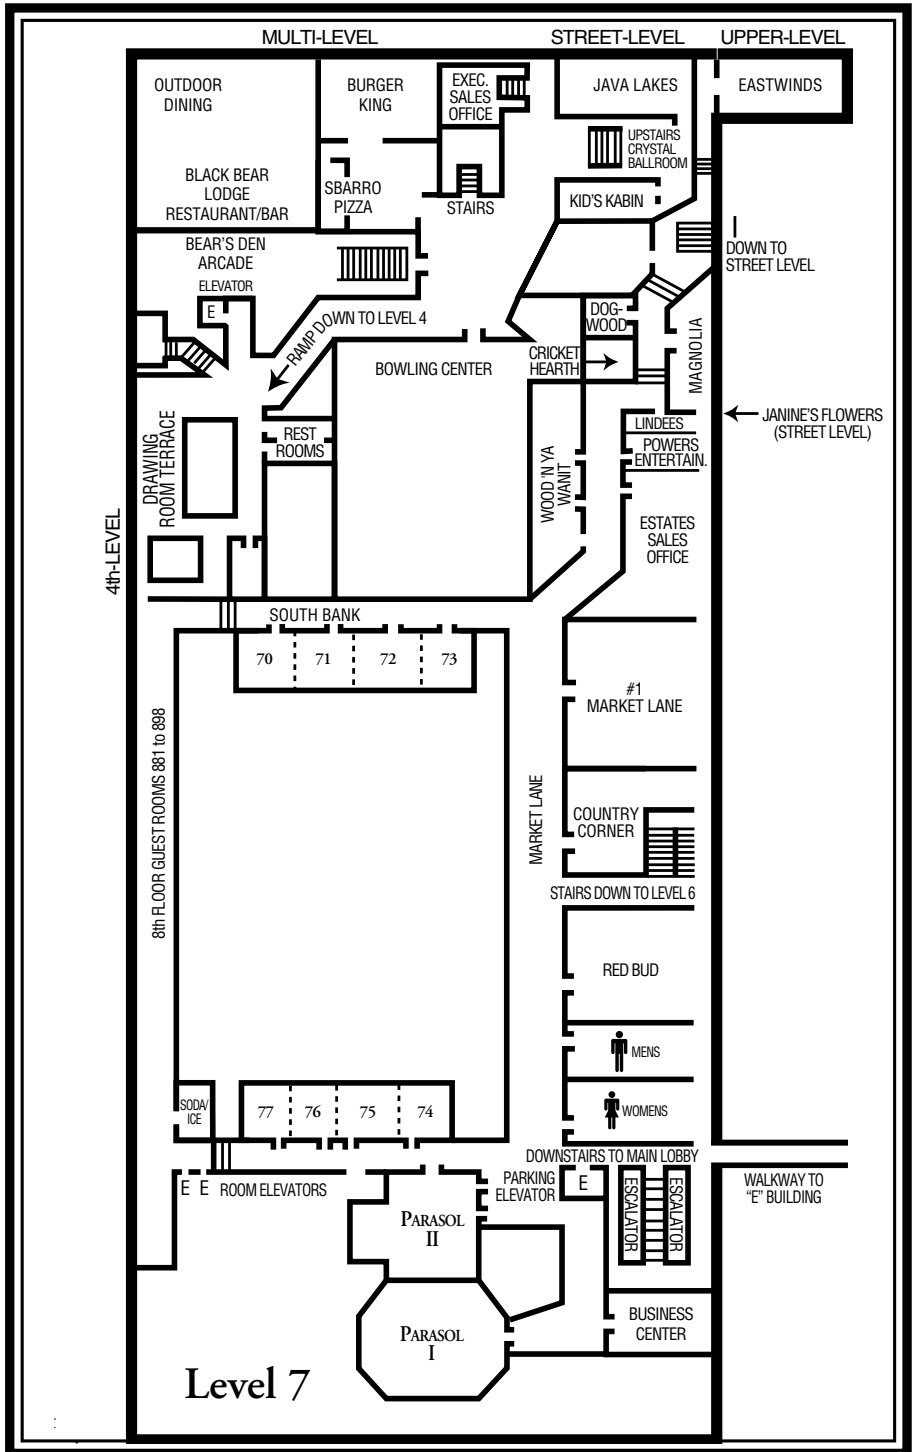 MULTI-LEVEL
STREET-LEVEL
UPPER-LEVEL
OUTDOOR
DINING
BURGER
KING
EXEC.
SALES
OFFICE
JAVA LAKES
EASTWINDS
UPSTAIRS
CRYSTAL
BALLROOM
BLACK BEAR
LODGE
RESTAURANT/BAR
SBARRO
PIZZA
STAIRS
KID'S KABIN
BEAR'S DEN
ARCADE
DOWN TO
STREET LEVEL
ELEVATOR
E
RAMP DOWN TO LEVEL 4
DOG-
WOOD
MAGNOLIA
BOWLING CENTER
CRICKET
HEARTH
JANINE'S FLOWERS
(STREET LEVEL)
LINDEES
POWERS
ENTERTAIN.
REST
ROOMS
DRAWING
ROOM TERRACE
WOOD 'N YA
WANIT
ESTATES
SALES
OFFICE
4th-LEVEL
SOUTH BANK
70
71
72
73
#1
MARKET LANE
8th FLOOR GUEST ROOMS 881 to 898
MARKET LANE
COUNTRY
CORNER
STAIRS DOWN TO LEVEL 6
RED BUD
MENS
WOMENS
SODA/
ICE
77
76
75
74
DOWNSTAIRS TO MAIN LOBBY
E E
ROOM ELEVATORS
PARKING
ELEVATOR
E
ESCALATOR
ESCALATOR
WALKWAY TO
"E" BUILDING
PARASOL
II
PARASOL
I
BUSINESS
CENTER
Level 7